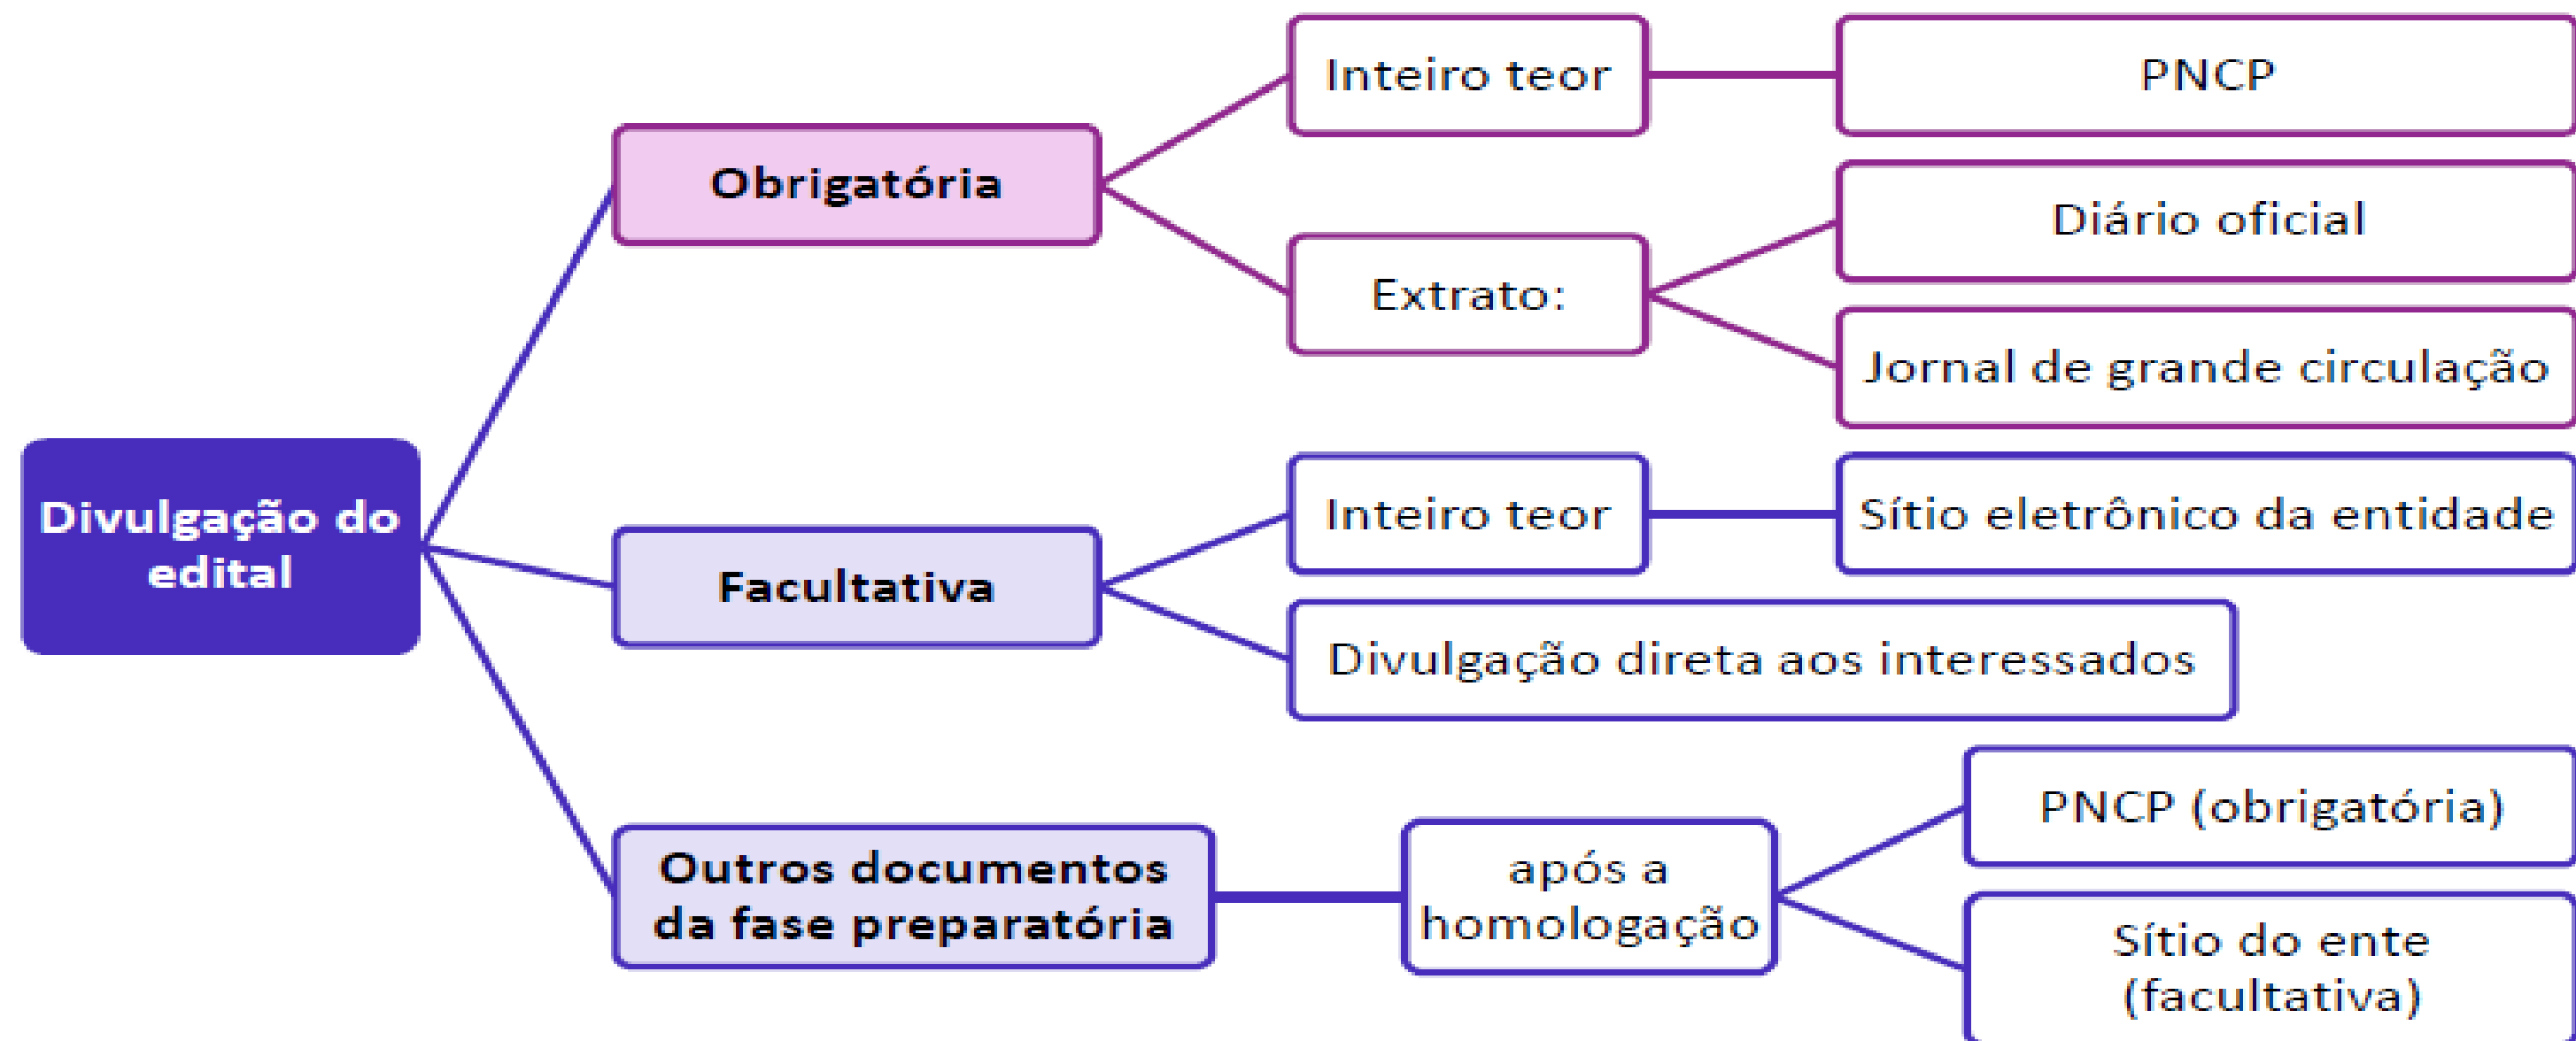 Divulgação do
edital
Obrigatória
Inteiro teor
PNCP
Extrato:
Diário oficial
Jornal de grande circulação
Facultativa
Inteiro teor
Sítio eletrônico da entidade
Divulgação direta aos interessados
Outros documentos
da fase preparatória
após a
homologação
PNCP (obrigatória)
Sítio do ente
(facultativa)